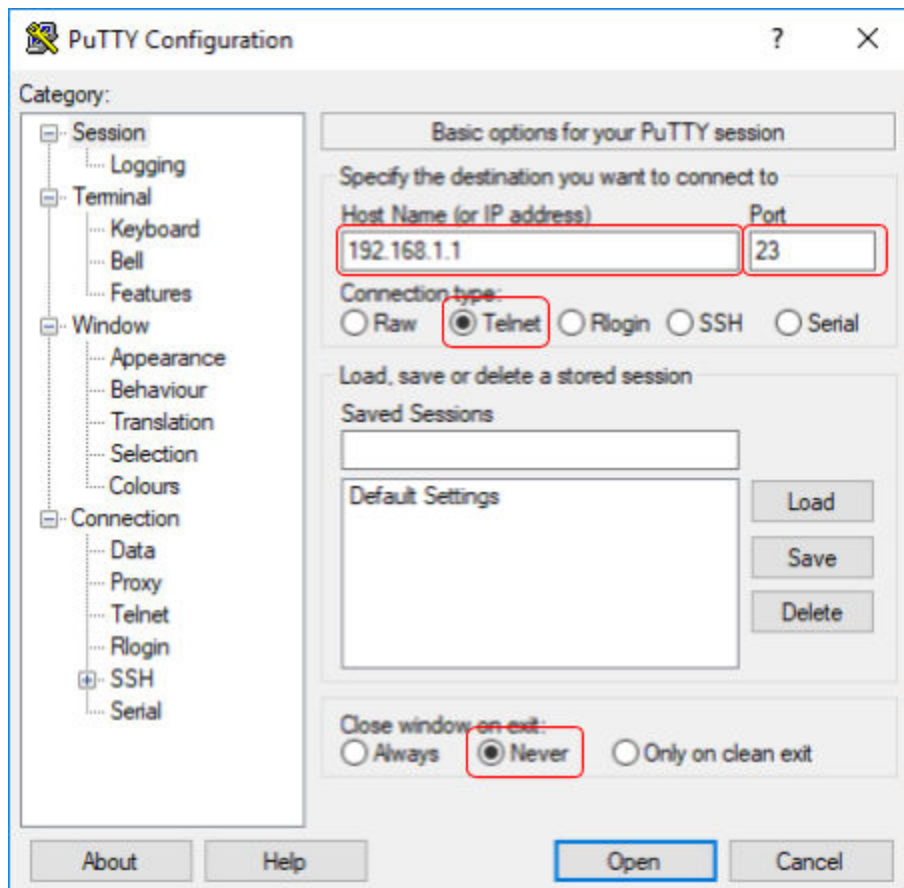 PuTTY Configuration
?
Category:
Session
Logging
Terminal
Keyboard
Bell
Features
Window
Appearance
Behaviour
Translation
Selection
Colours
Connection
Data
Proxy
Telnet
Rlogin
SSH
Serial
Basic options for your PuTTY session
Specify the destination you want to connect to
Host Name (or IP address) Port
192.168.1.1 23
Connection type:
Raw Telnet Rlogin SSH Serial
Load, save or delete a stored session
Saved Sessions
Default Settings
Load
Save
Delete
Close window on exit:
Always Never Only on clean exit
About Help Open Cancel